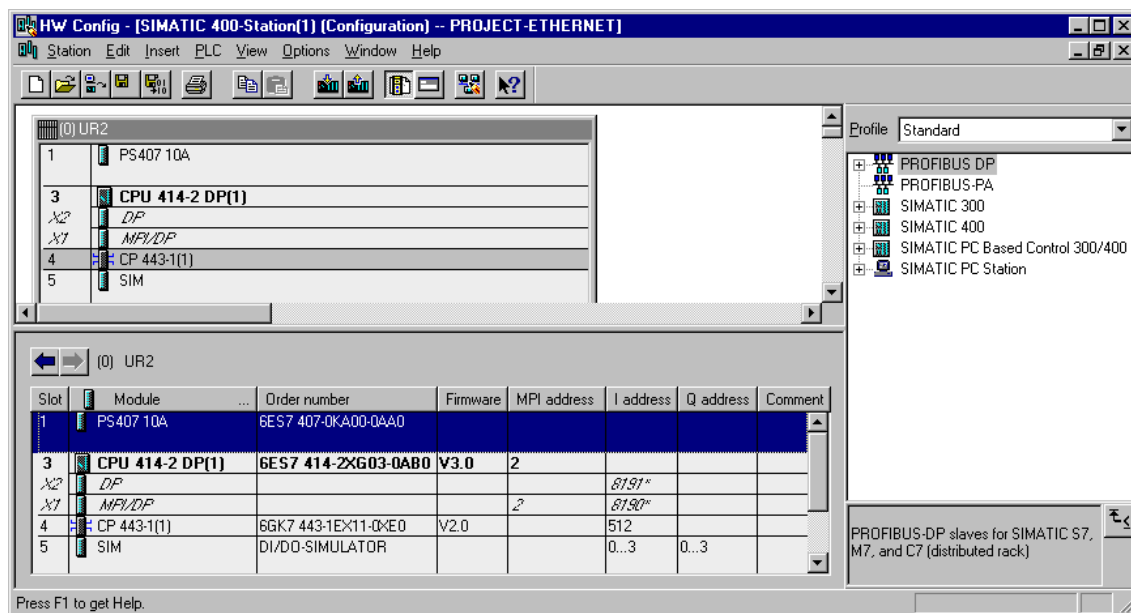 HW Config - [SIMATIC 400-Station(1) (Configuration) -- PROJECT-ETHERNET]
Station Edit Insert PLC View Options Window Help
(0) UR2
1 PS407 10A
3 CPU 414-2 DP(1)
X2 DP
X1 MPI/DP
4 CP 443-1(1)
5 SIM
Profile Standard
PROFIBUS DP
PROFIBUS-PA
SIMATIC 300
SIMATIC 400
SIMATIC PC Based Control 300/400
SIMATIC PC Station
(0) UR2
Slot Module ... Order number Firmware MPI address I address Q address Comment
1 PS407 10A 6ES7 407-0KA00-0AA0
3 CPU 414-2 DP(1) 6ES7 414-2XG03-0AB0 V3.0 2
X2 DP 8191*
X1 MPI/DP 2 8190*
4 CP 443-1(1) 6GK7 443-1EX11-0XE0 V2.0 512
5 SIM DI/DO-SIMULATOR 0...3 0...3
PROFIBUS-DP slaves for SIMATIC S7,
M7, and C7 (distributed rack)
Press F1 to get Help.